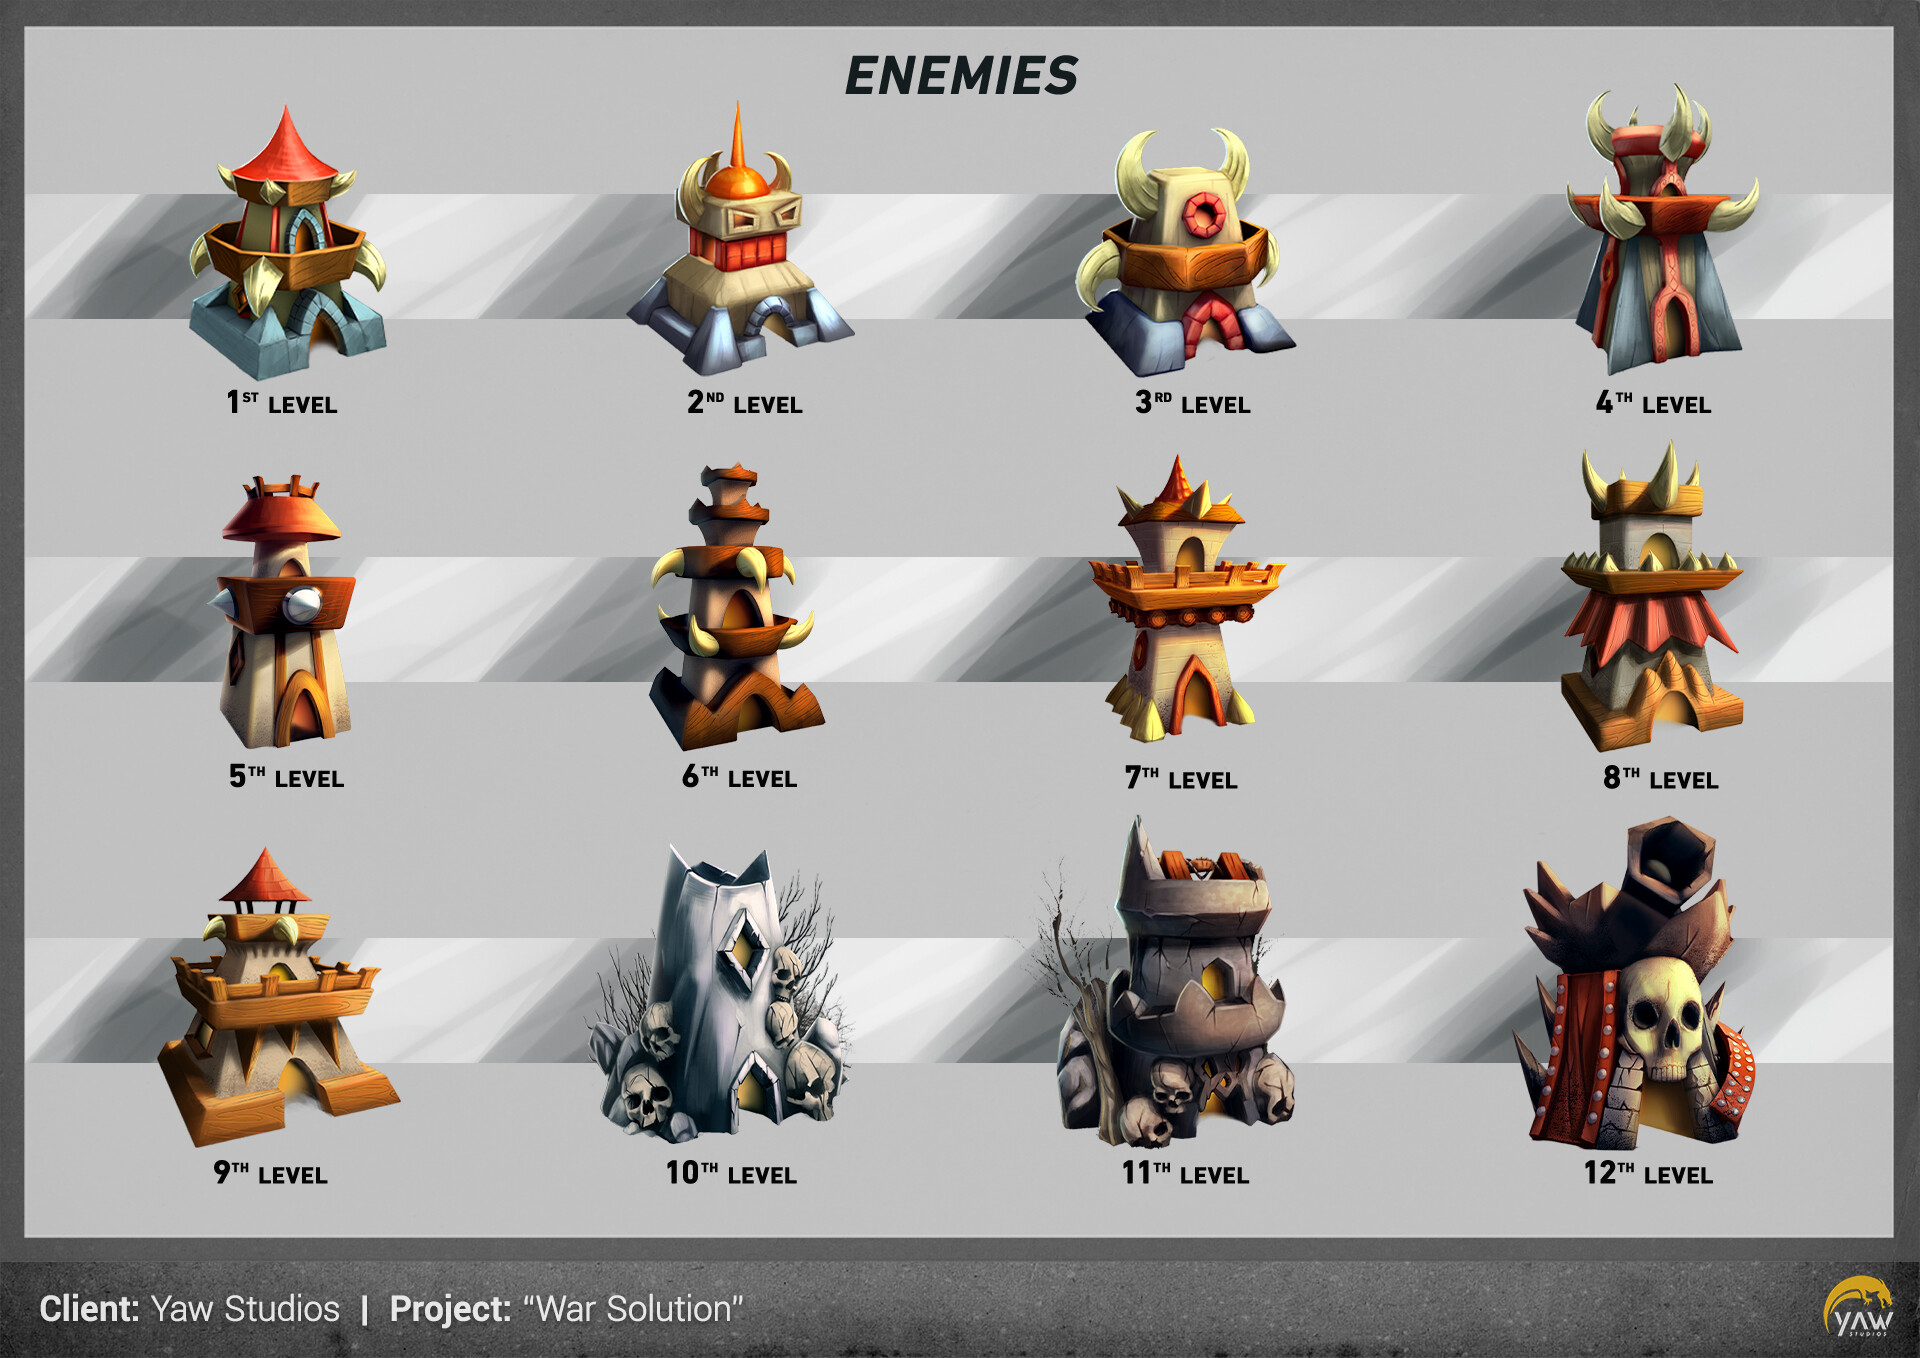 ENEMIES
1ST LEVEL
2ND LEVEL
3RD LEVEL
4TH LEVEL
5TH LEVEL
6TH LEVEL
7TH LEVEL
8TH LEVEL
9TH LEVEL
10TH LEVEL
11TH LEVEL
12TH LEVEL
Client: Yaw Studios | Project: “War Solution”
YAW
STUDIOS